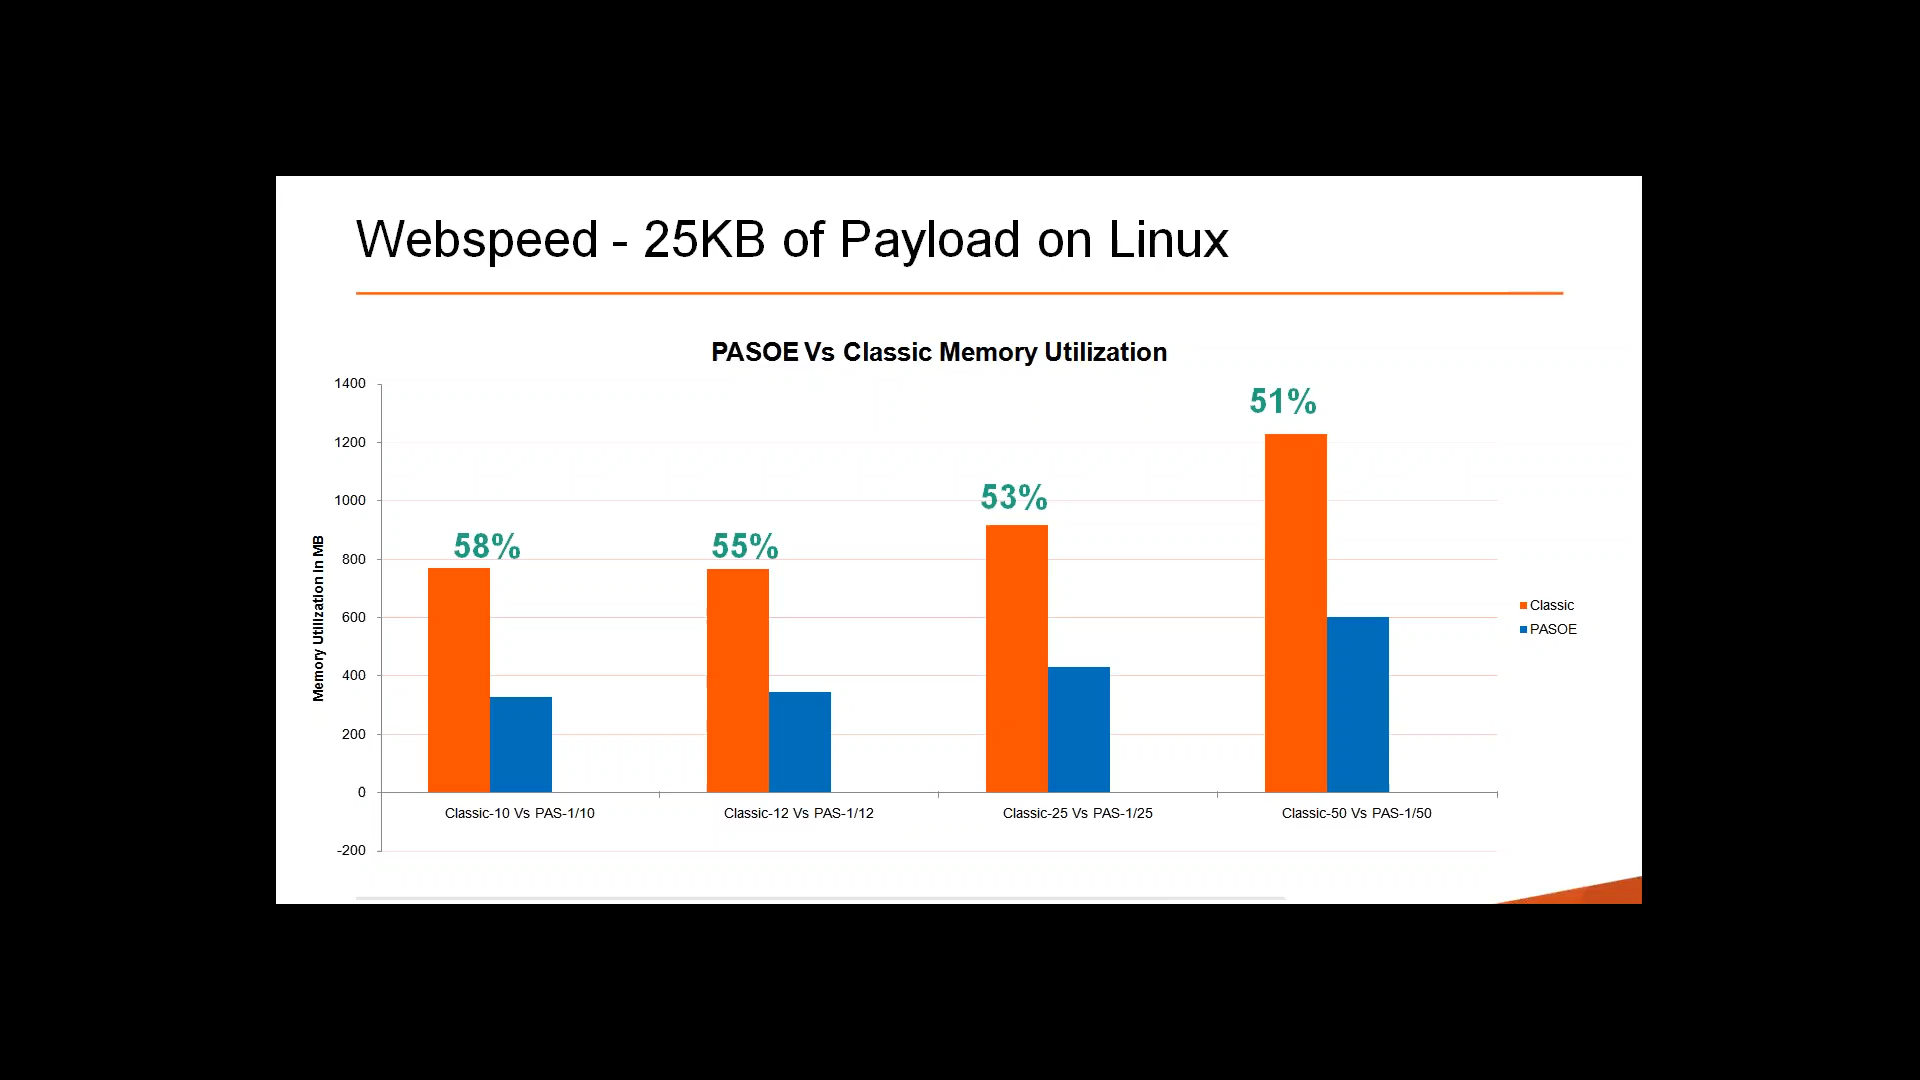 Webspeed - 25KB of Payload on Linux
PASOE Vs Classic Memory Utilization
1400
1200
1000
800
600
400
200
0
-200
Memory Utilization in MB
58%
55%
53%
51%
Classic-10 Vs PAS-1/10
Classic-12 Vs PAS-1/12
Classic-25 Vs PAS-1/25
Classic-50 Vs PAS-1/50
Classic
PASOE